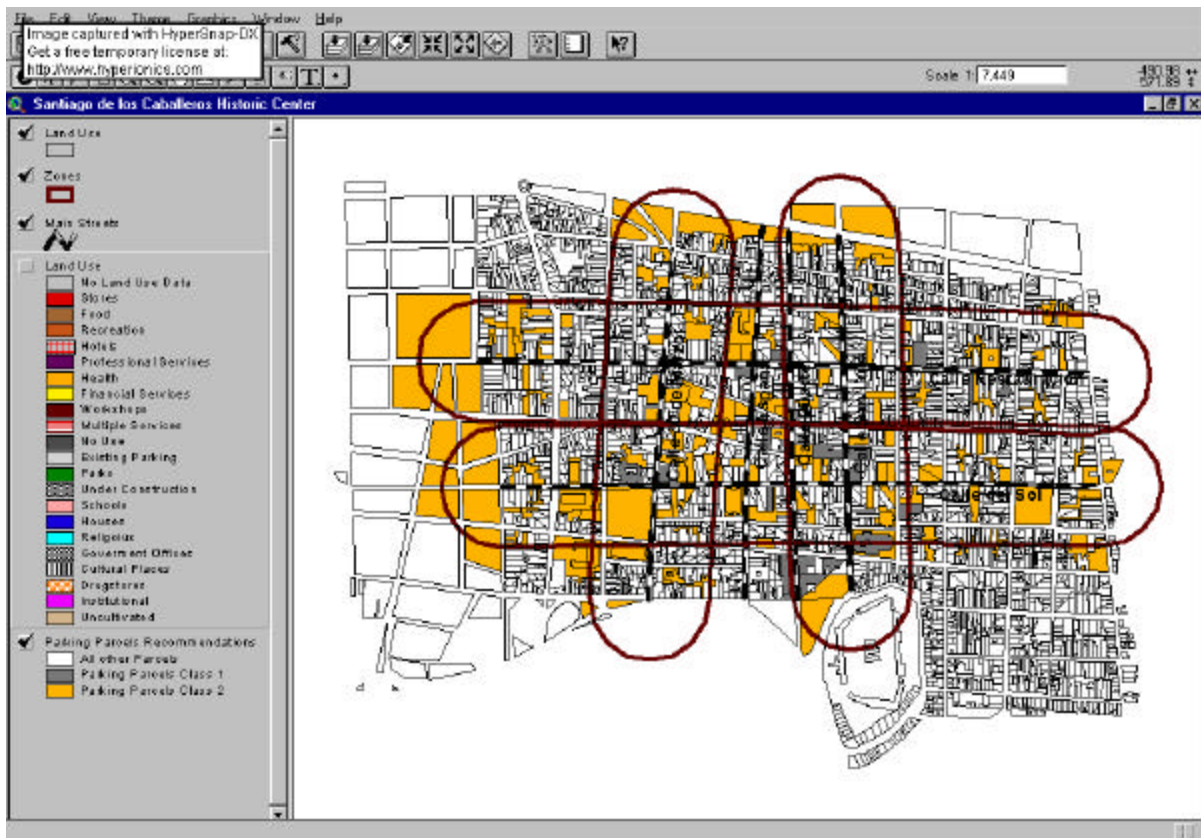 File Edit View Theme Graphics Window Help
Image captured with HyperSnap-DX
Get a free temporary license at:
http://www.hyperionics.com
T
Scale 1: 7,449
-490.96
571.89
Santiago de los Caballeros Historic Center
Land Use
Zones
Main Streets
Land Use
No Land Use Data
Stores
Food
Recreation
Hotels
Professional Services
Health
Financial Services
Workshops
Multiple Services
No Use
Existing Parking
Parks
Under Construction
Schools
Houses
Religious
Goverment Offices
Cultural Places
Drugstores
Institutional
Uncultivated
Parking Parcels Recommendations
All other Parcels
Parking Parcels Class 1
Parking Parcels Class 2
Calle del Sol